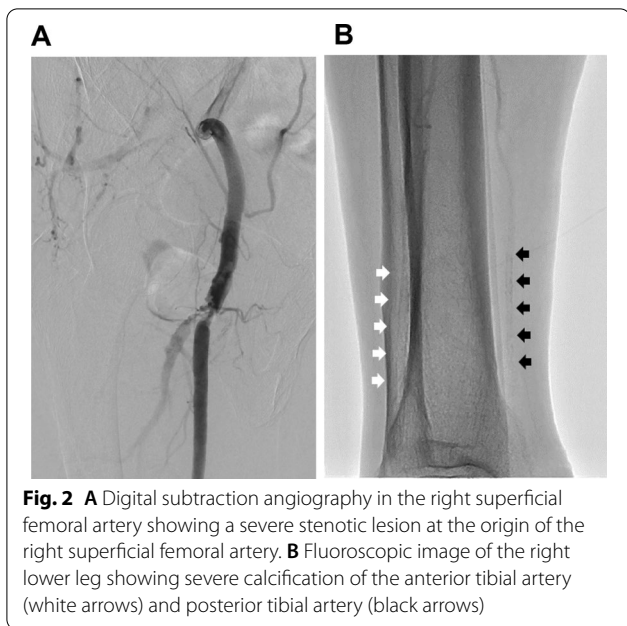 A B
Fig. 2 A Digital subtraction angiography in the right superficial
femoral artery showing a severe stenotic lesion at the origin of the
right superficial femoral artery. B Fluoroscopic image of the right
lower leg showing severe calcification of the anterior tibial artery
(white arrows) and posterior tibial artery (black arrows)